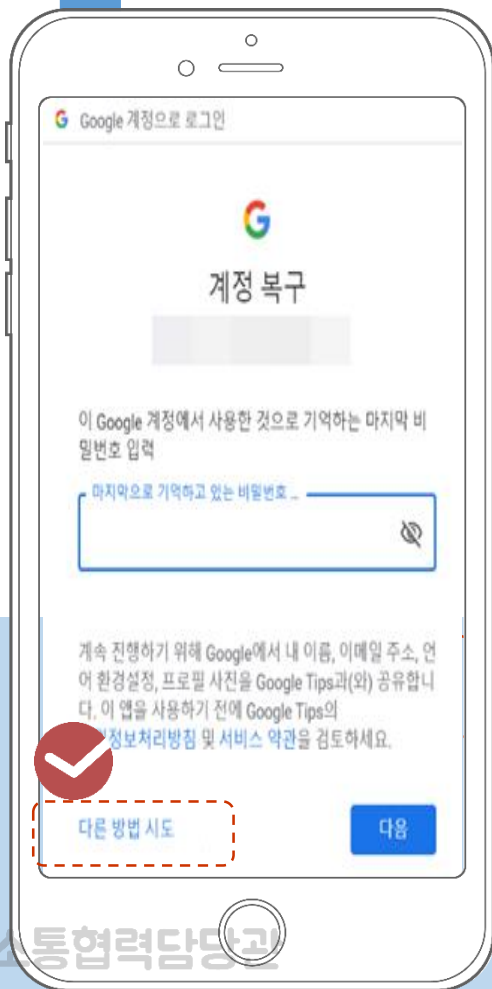 Google 계정으로 로그인
계정 복구
이 Google 계정에서 사용한 것으로 기억하는 마지막 비
밀번호 입력
마지막으로 기억하고 있는 비밀번호 ...
계속 진행하기 위해 Google에서 내 이름, 이메일 주소, 언
어 환경설정, 프로필 사진을 Google Tips과(와) 공유합니
다. 이 앱을 사용하기 전에 Google Tips의
정보처리방침 및 서비스 약관을 검토하세요.
다른 방법 시도
다음
소통협력담당관